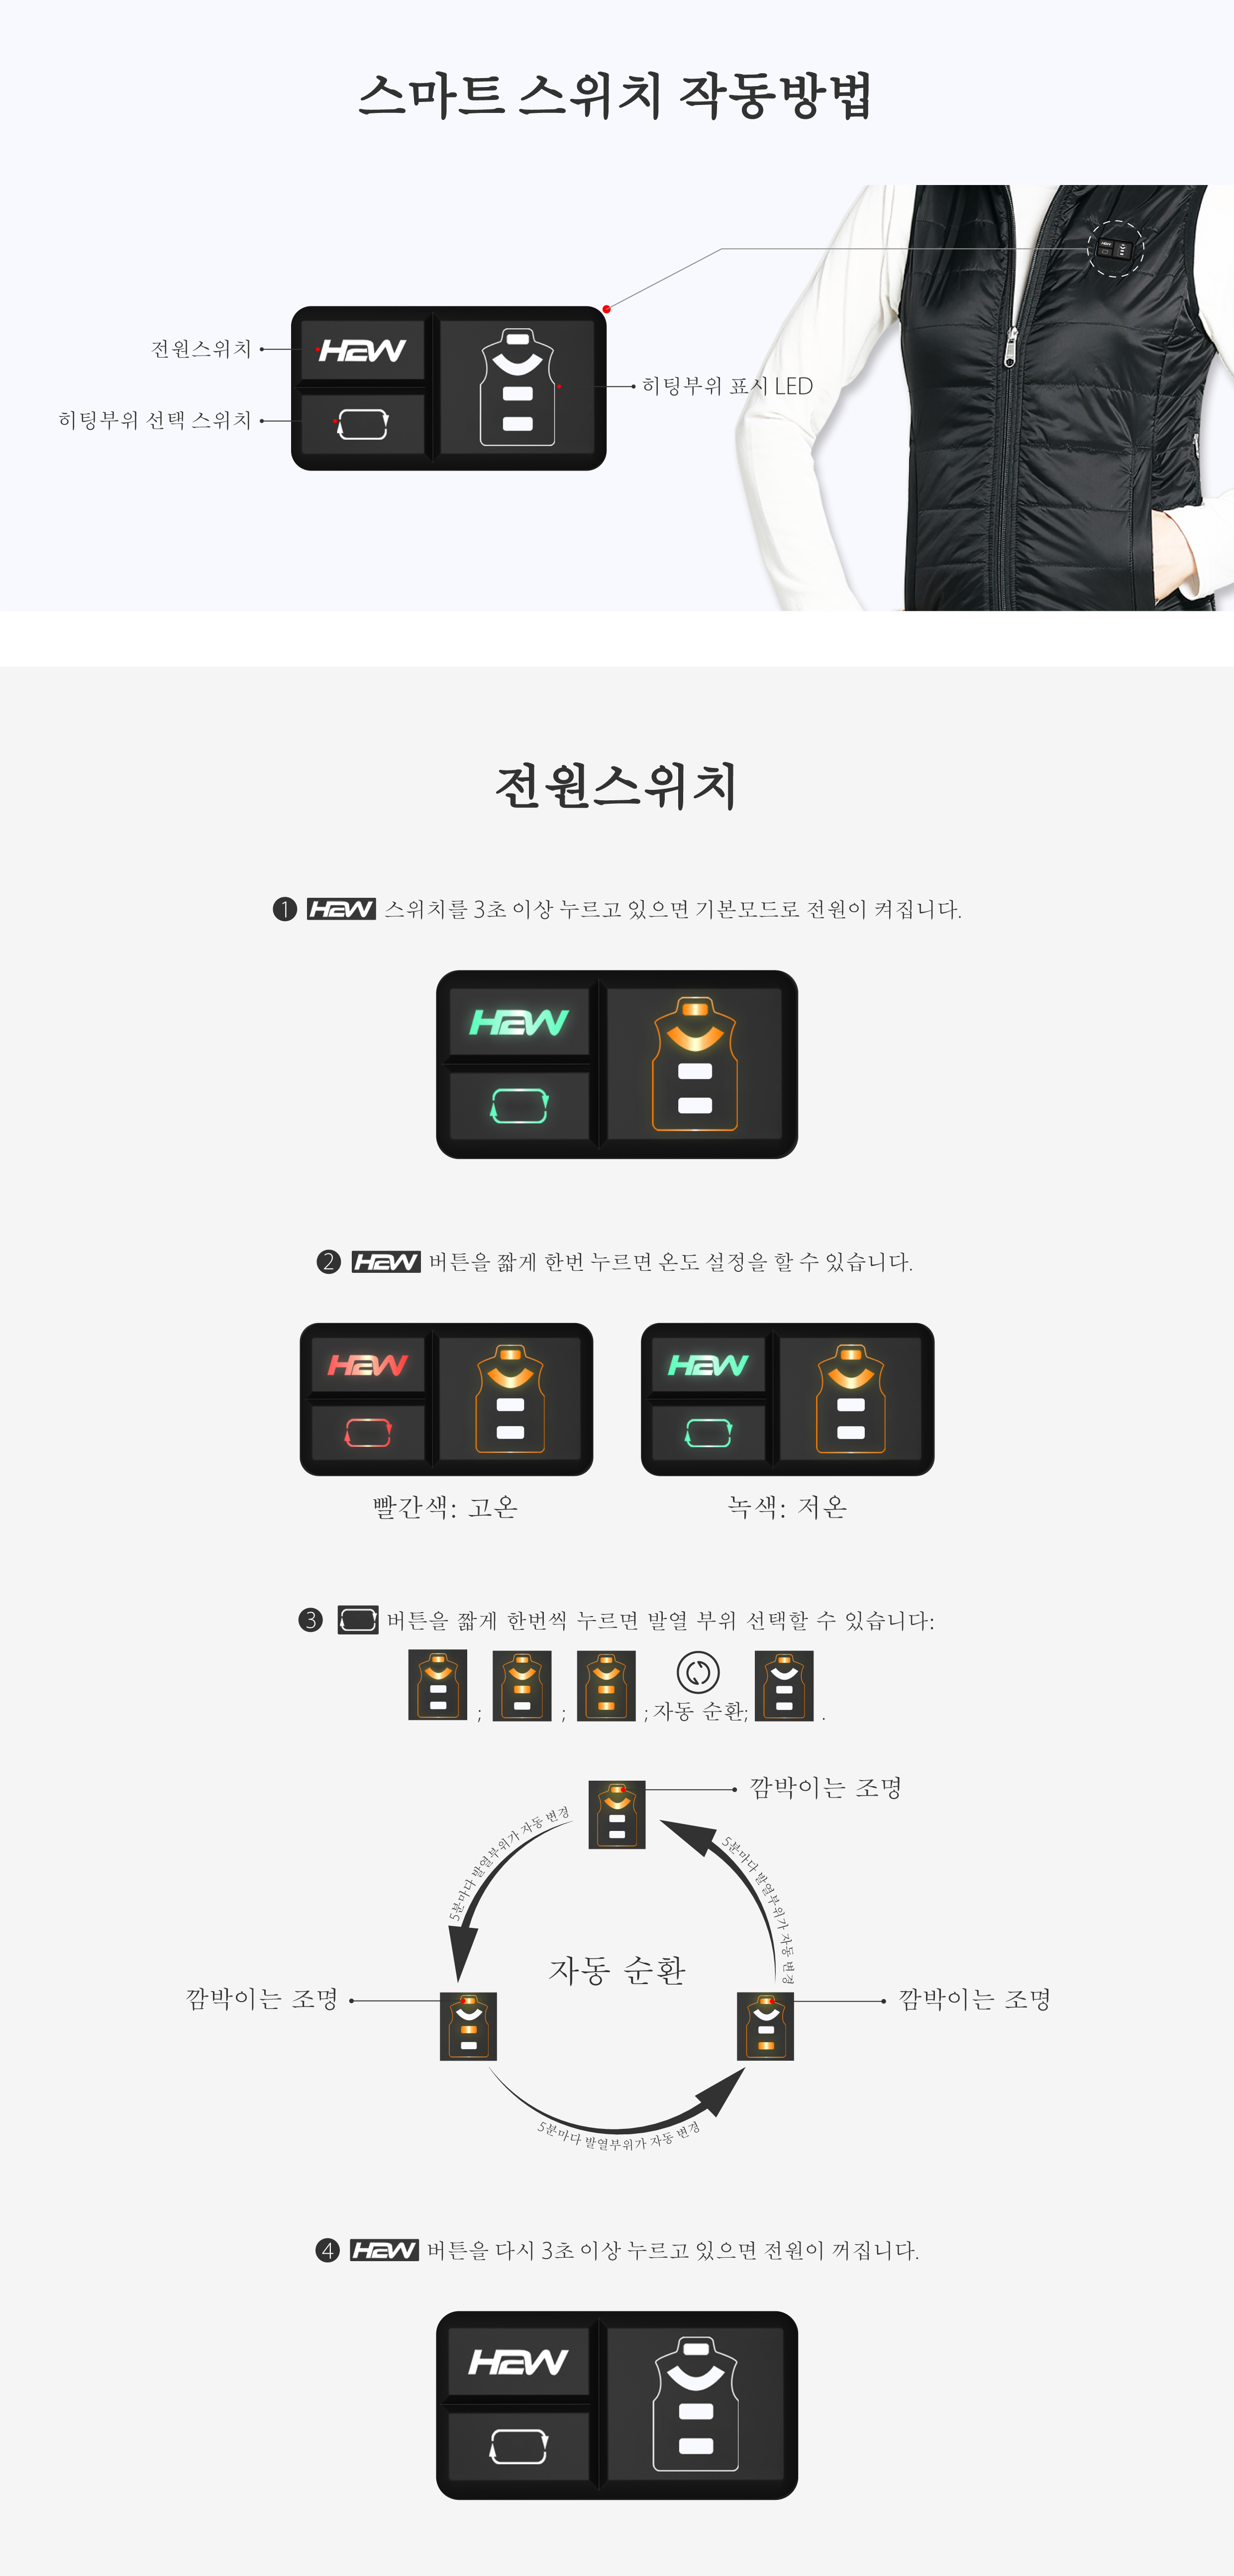 스마트 스위치 작동방법
전원스위치
H2W
히팅부위 표시 LED
히팅부위 선택 스위치
전원스위치
1 H2W 스위치를 3초 이상 누르고 있으면 기본모드로 전원이 켜집니다.
H2W
2 H2W 버튼을 짧게 한번 누르면 온도 설정을 할 수 있습니다.
H2W
H2W
빨간색: 고온
녹색: 저온
3 버튼을 짧게 한번씩 누르면 발열 부위 선택할 수 있습니다:
; ; ; 자동 순환; .
깜박이는 조명
5분마다 발열부위가 자동 변경
5분마다 발열부위가 자동 변경
자동 순환
깜박이는 조명
깜박이는 조명
5분마다 발열부위가 자동 변경
4 H2W 버튼을 다시 3초 이상 누르고 있으면 전원이 꺼집니다.
H2W